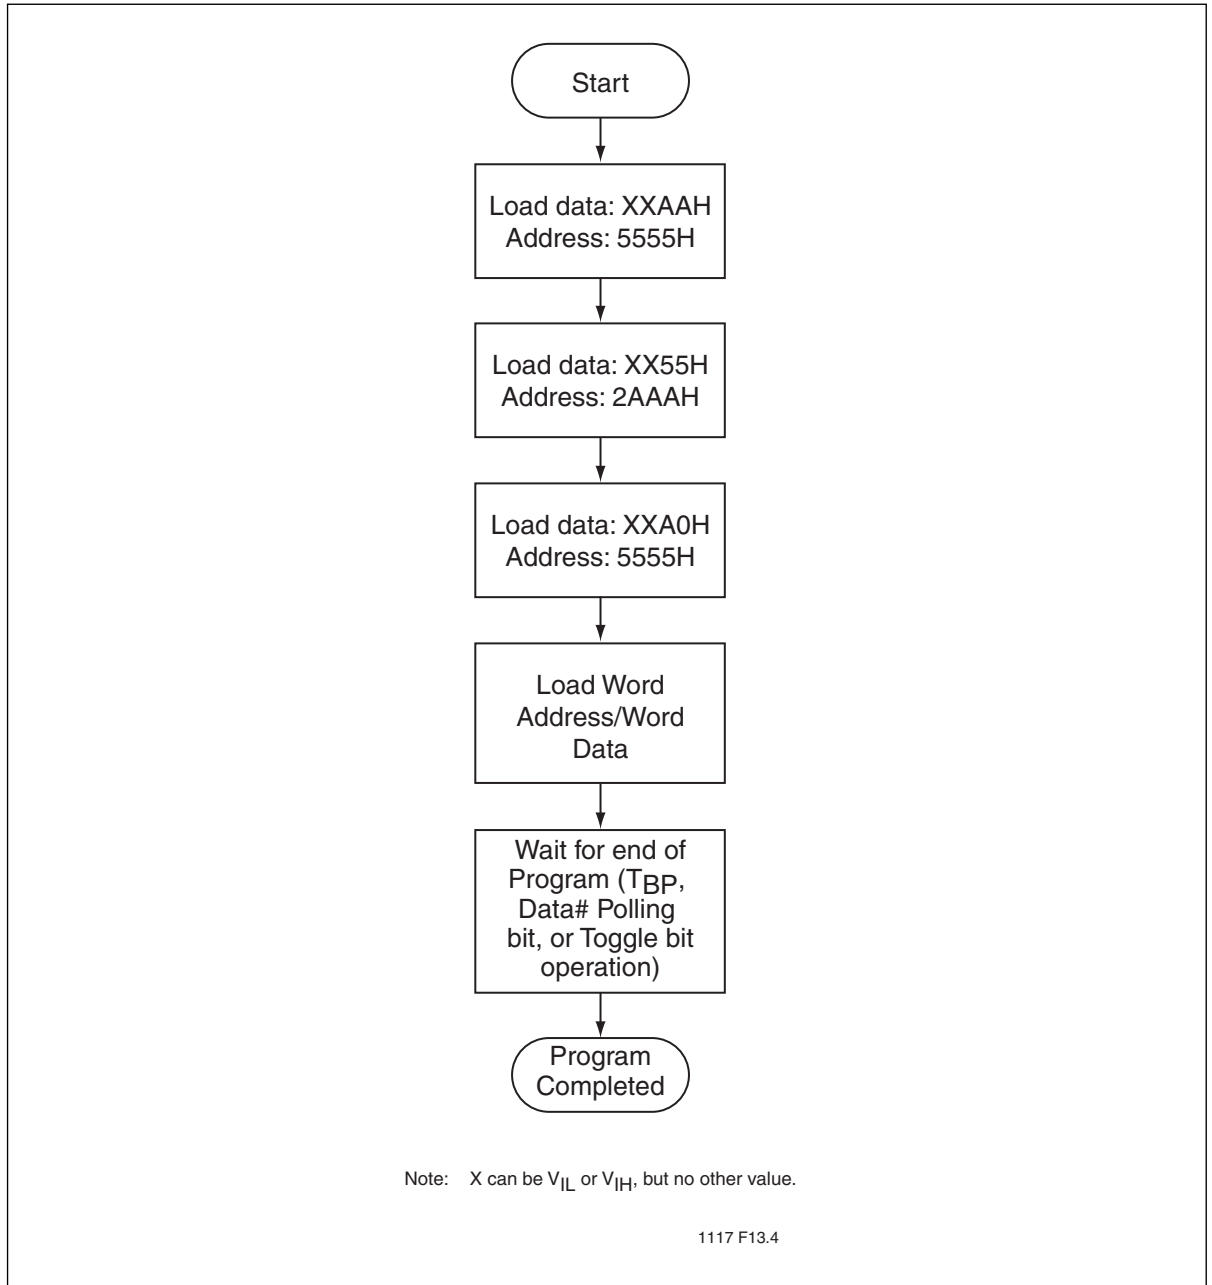 Start
Load data: XXAAH
Address: 5555H
Load data: XX55H
Address: 2AAAH
Load data: XXA0H
Address: 5555H
Load Word
Address/Word
Data
Wait for end of
Program (TBP,
Data# Polling
bit, or Toggle bit
operation)
Program
Completed
Note: X can be VIL or VIH, but no other value.
1117 F13.4